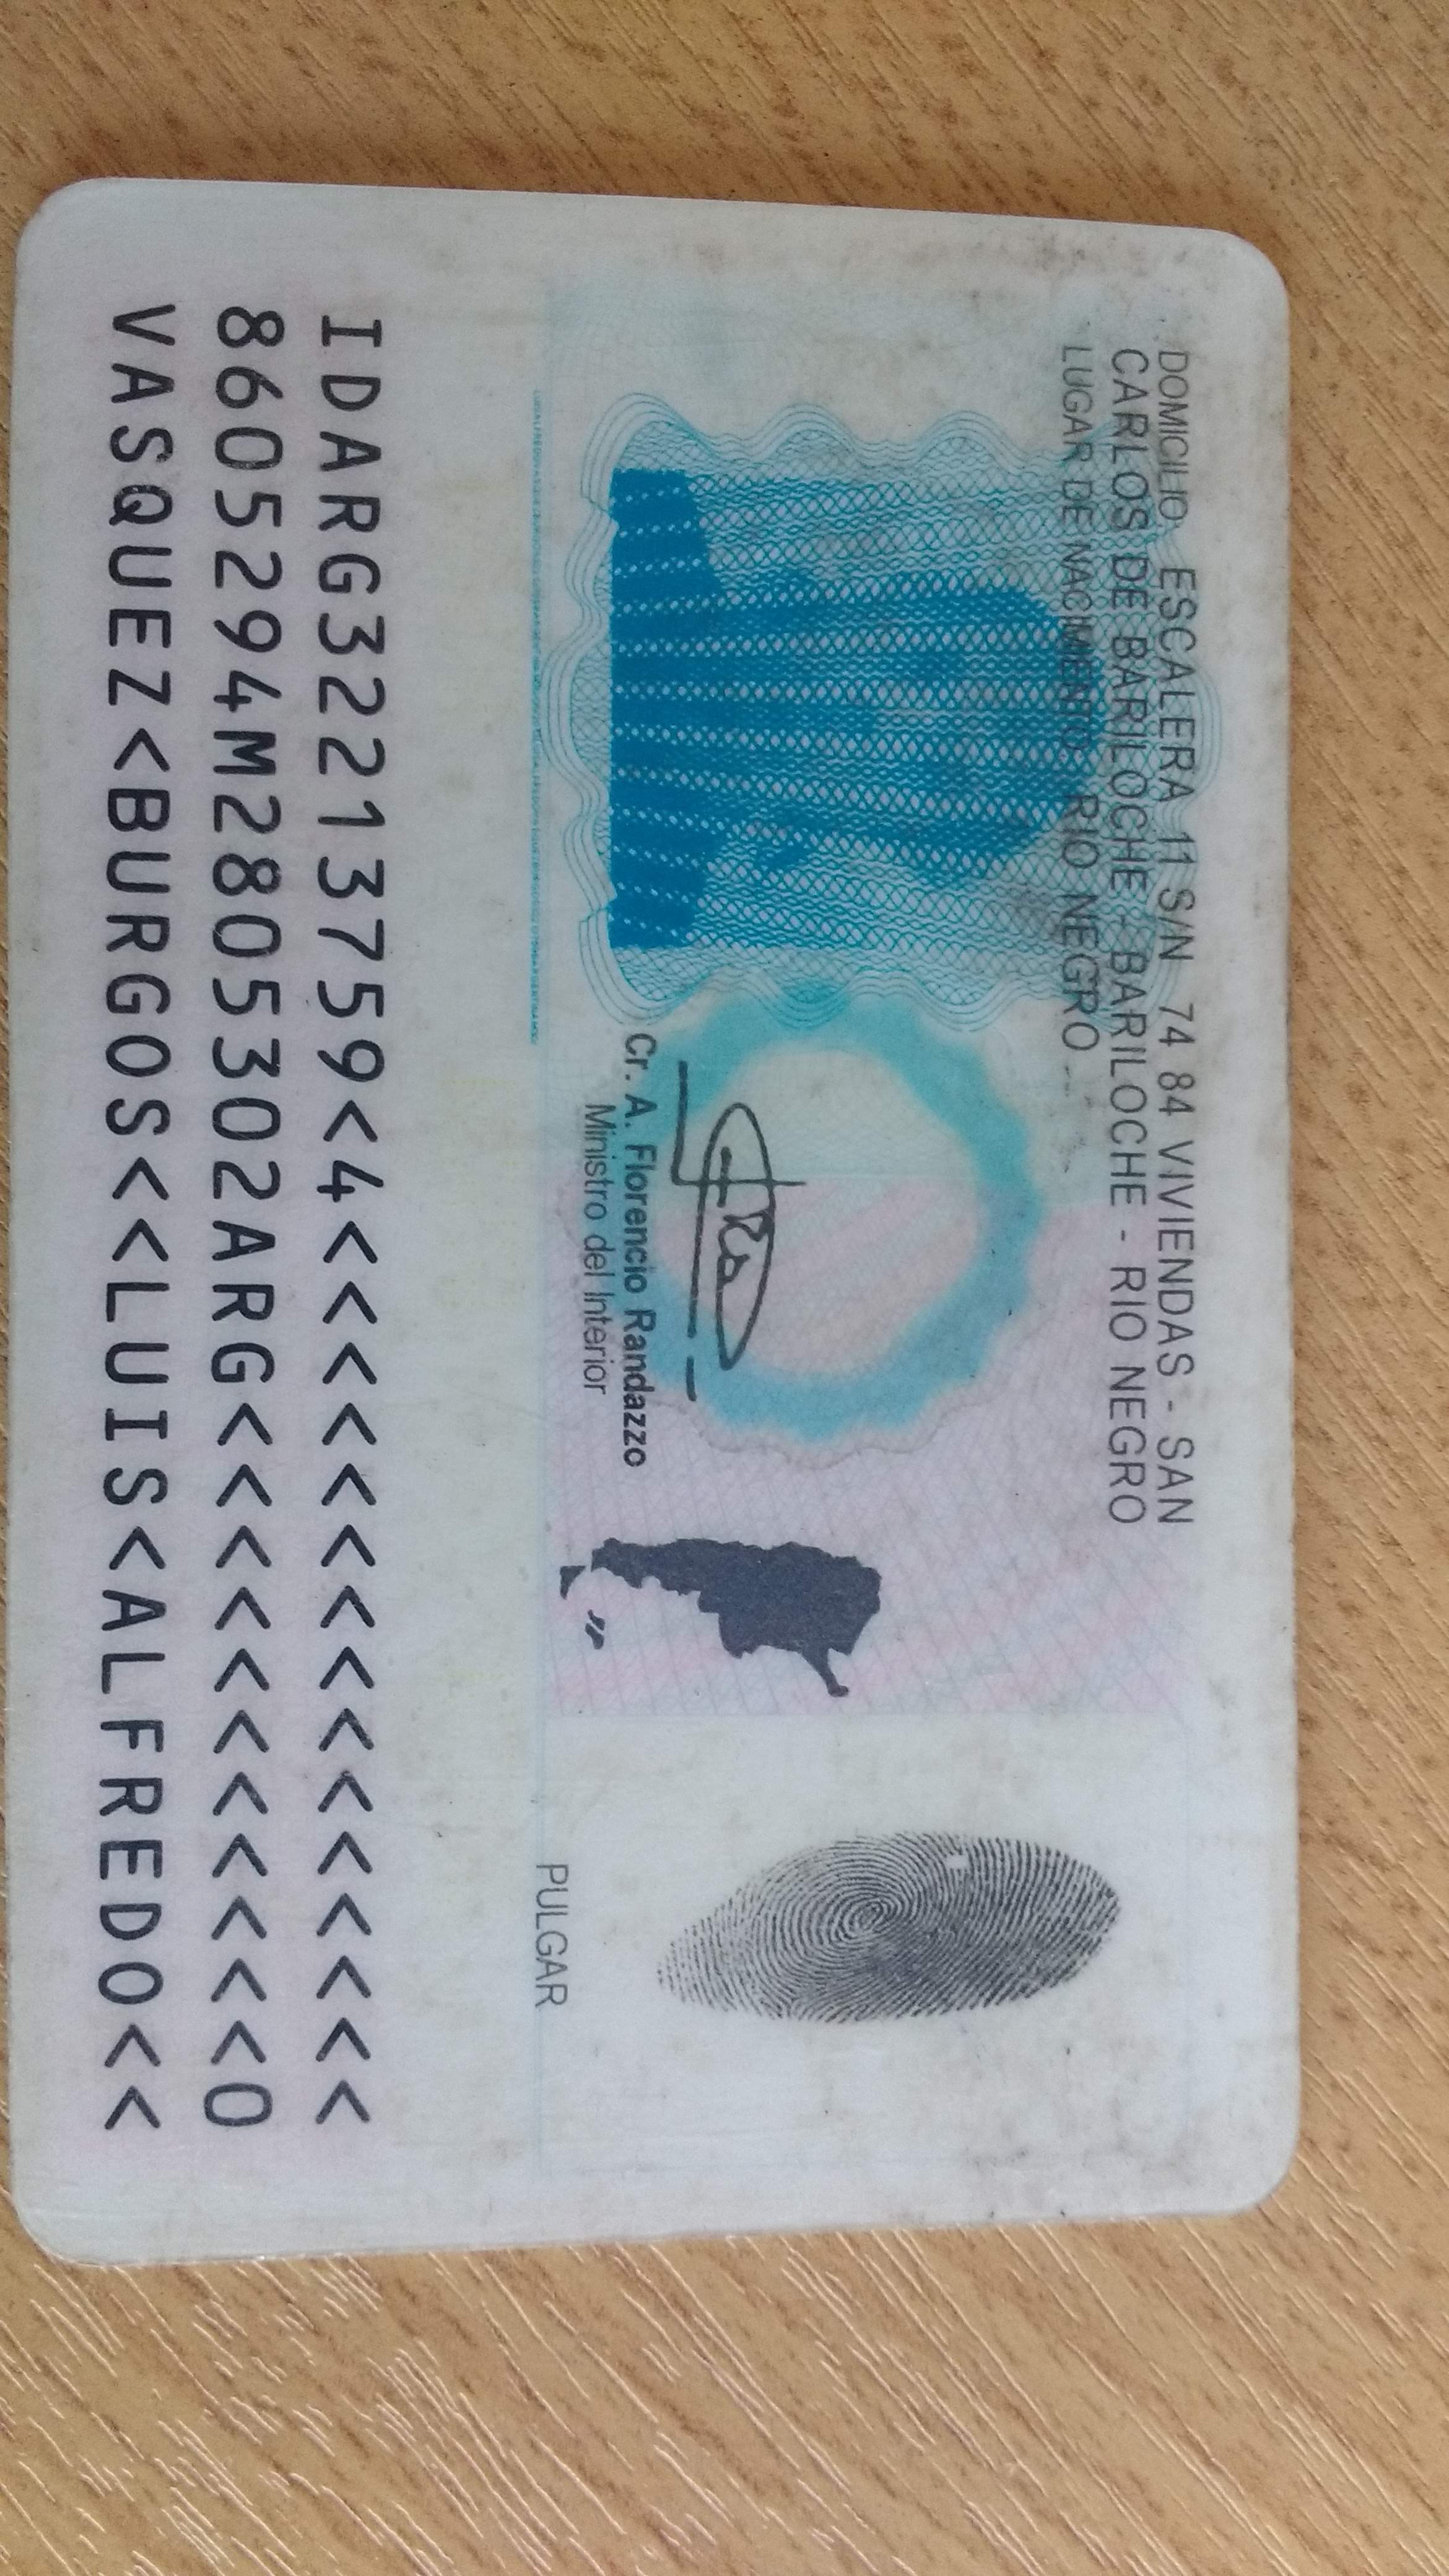 DOMICILIO: ESCALERA 11 S/N 74 84 VIVIENDAS - SAN
CARLOS DE BARILOCHE - BARILOCHE - RIO NEGRO
LUGAR DE NACIMIENTO: RIO NEGRO
Cr. A. Florencio Randazzo
Ministro del Interior
PULGAR
IDARG32213759<4<<<<<<<<<<<<<<<
8605294M2805302ARG<<<<<<<<<<<0
VASQUEZ<BURGOS<<LUIS<ALFREDO<<